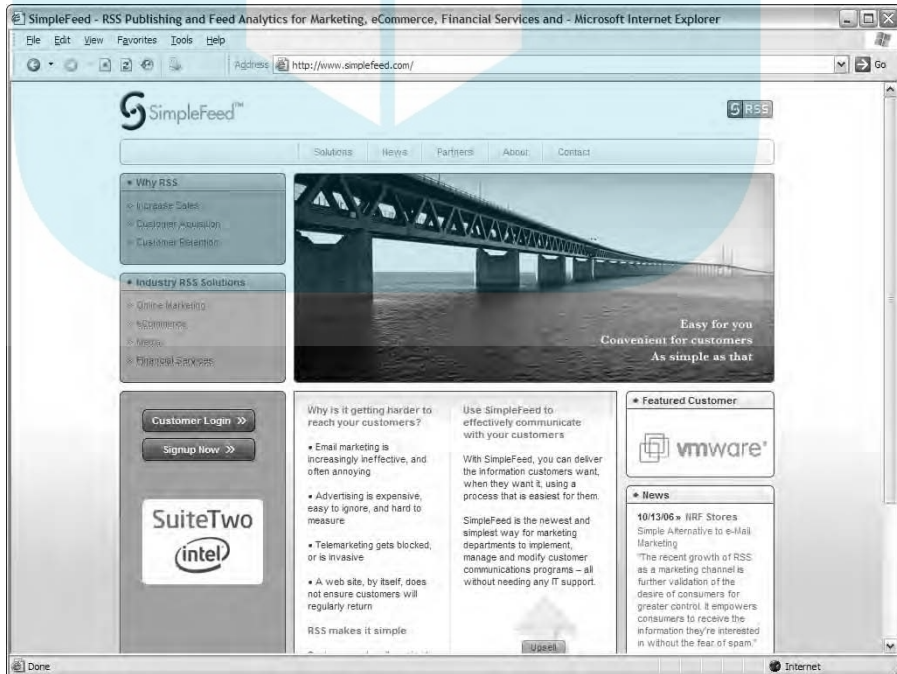 SimpleFeed - RSS Publishing and Feed Analytics for Marketing, eCommerce, Financial Services and - Microsoft Internet Explorer
File Edit View Favorites Tools Help
Address http://www.simplefeed.com/ Go
SimpleFeed™
RSS
Solutions News Partners About Contact
• Why RSS
» Increase Sales
» Customer Aquisition
» Customer Retention
• Industry RSS Solutions
» Online Marketing
» eCommerce
» Media
» Financial Services
Easy for you
Convenient for customers
As simple as that
Customer Login »
Signup Now »
SuiteTwo
intel
Why is it getting harder to
reach your customers?
• Email marketing is
increasingly ineffective, and
often annoying
• Advertising is expensive,
easy to ignore, and hard to
measure
• Telemarketing gets blocked,
or is invasive
• A web site, by itself, does
not ensure customers will
regularly return
RSS makes it simple
Use SimpleFeed to
effectively communicate
with your customers
With SimpleFeed, you can deliver
the information customers want,
when they want it, using a
process that is easiest for them.
SimpleFeed is the newest and
simplest way for marketing
departments to implement,
manage and modify customer
communications programs – all
without needing any IT support.
Upsell
• Featured Customer
vmware®
• News
10/13/06 » NRF Stores
Simple Alternative to e-Mail
Marketing
"The recent growth of RSS
as a marketing channel is
further validation of the
desire of consumers for
greater control. It empowers
consumers to receive the
information they're interested
in without the fear of spam."
Done Internet